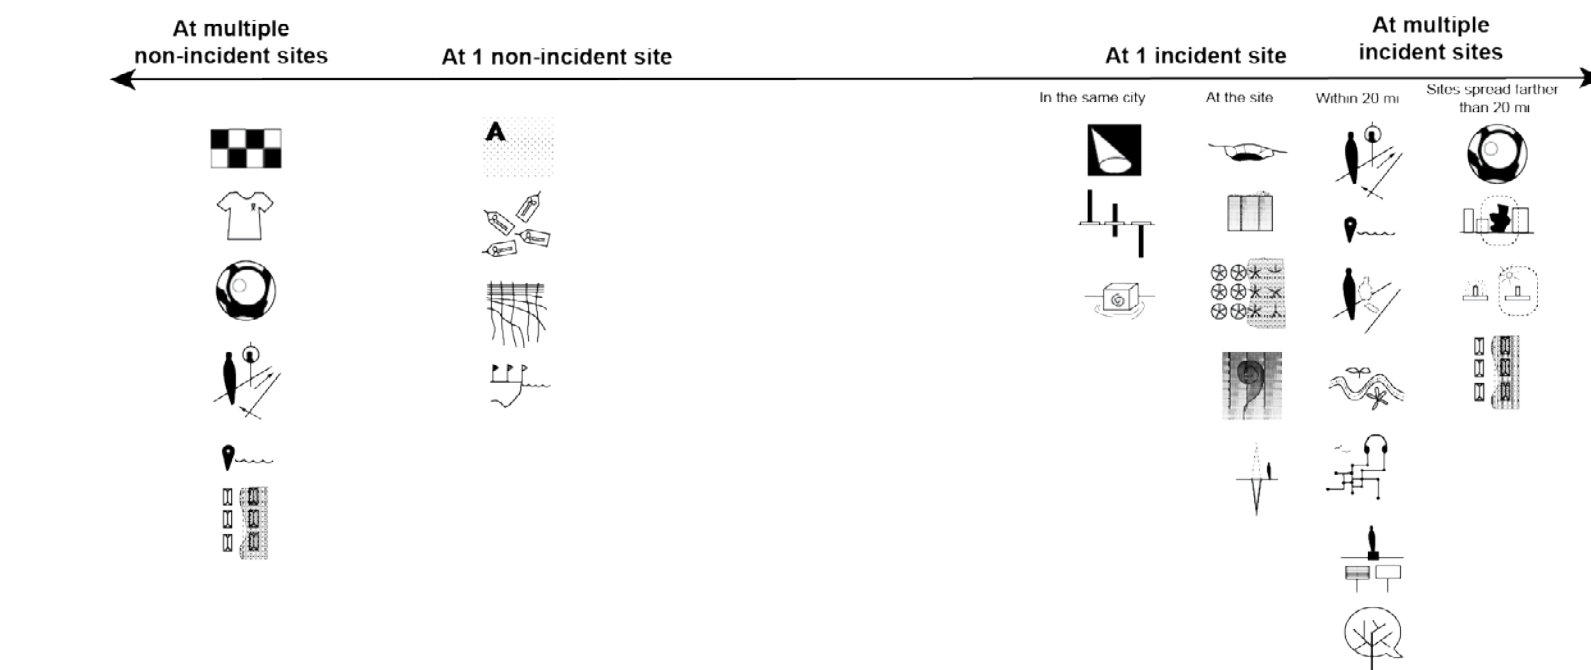 At multiple
non-incident sites
At 1 non-incident site
At 1 incident site
At multiple
incident sites
In the same city
At the site
Within 20 mi
Sites spread farther
than 20 mi
A